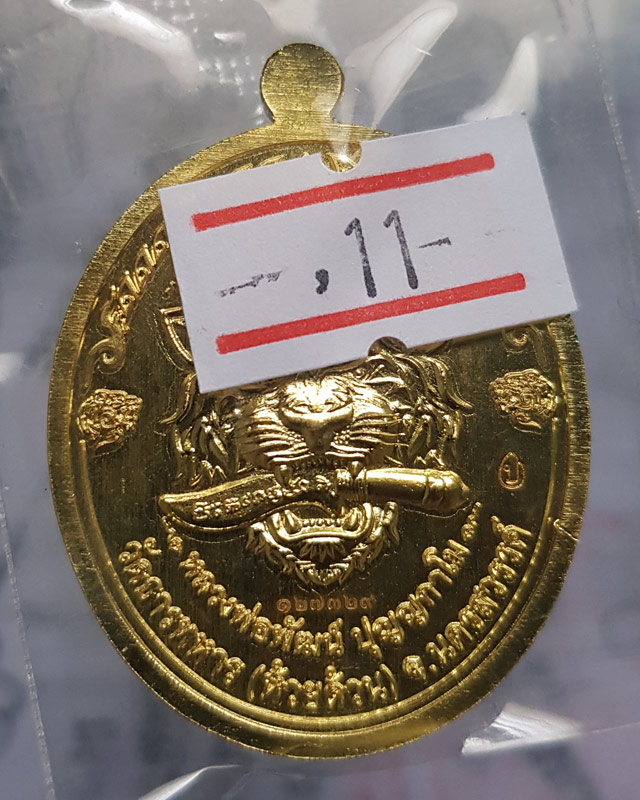 -,11-
ป
๑๒๗๓๒๙
หลวงพ่อพัฒน์ ปุญญกาโม
วัดธารทหาร (ห้วยด้วน) จ.นครสวรรค์